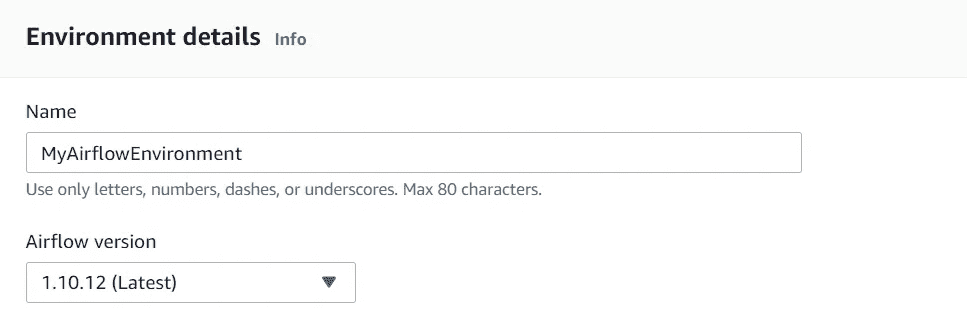 Environment details Info
Name
MyAirflowEnvironment
Use only letters, numbers, dashes, or underscores. Max 80 characters.
Airflow version
1.10.12 (Latest)